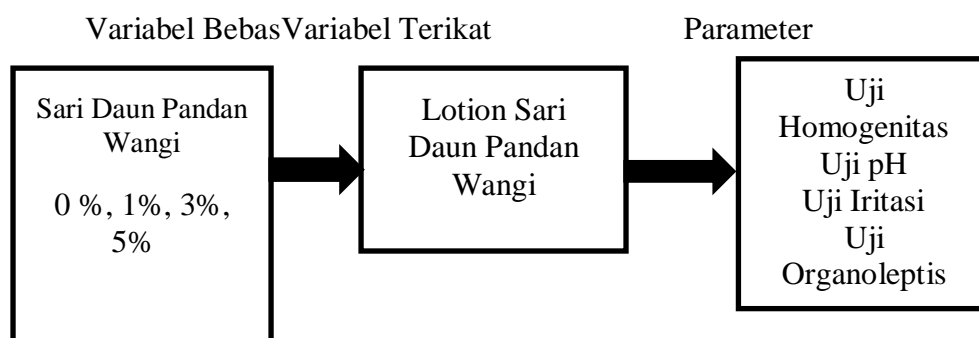 Variabel BebasVariabel Terikat
Parameter
Sari Daun Pandan
Wangi
0 %, 1%, 3%,
5%
Lotion Sari
Daun Pandan
Wangi
Uji
Homogenitas
Uji pH
Uji Iritasi
Uji
Organoleptis